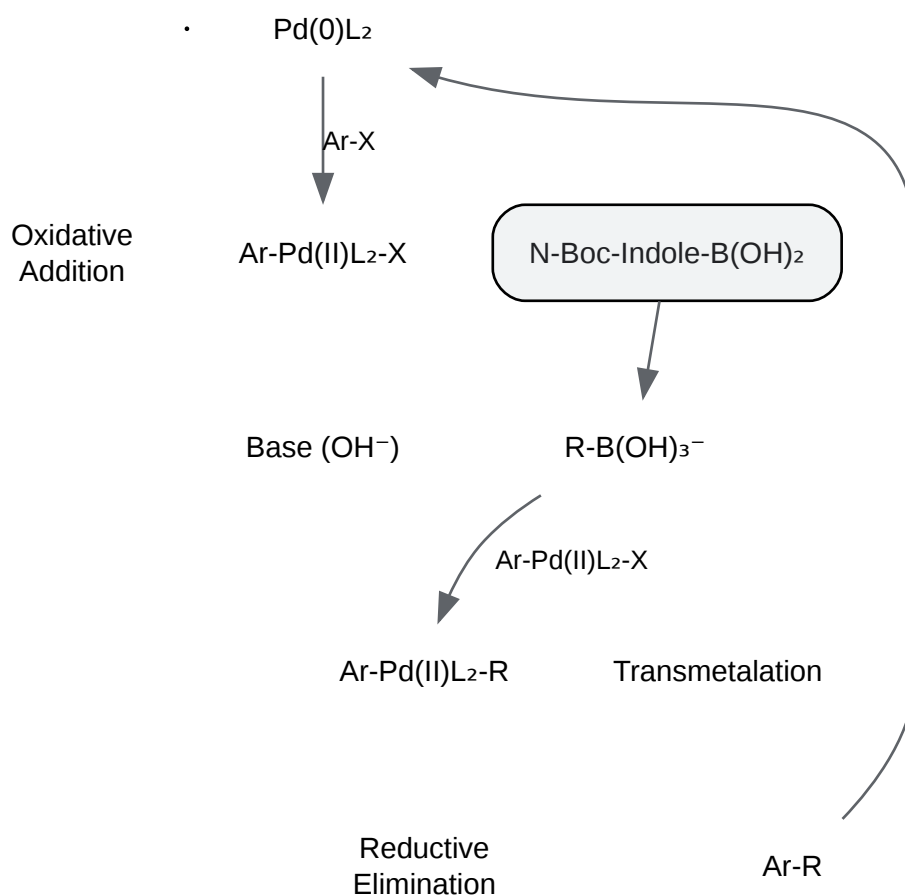 Pd(0)L₂
Ar-X
Oxidative
Addition
Ar-Pd(II)L₂-X
N-Boc-Indole-B(OH)₂
Base (OH⁻)
R-B(OH)₃⁻
Ar-Pd(II)L₂-X
Ar-Pd(II)L₂-R
Transmetalation
Reductive
Elimination
Ar-R